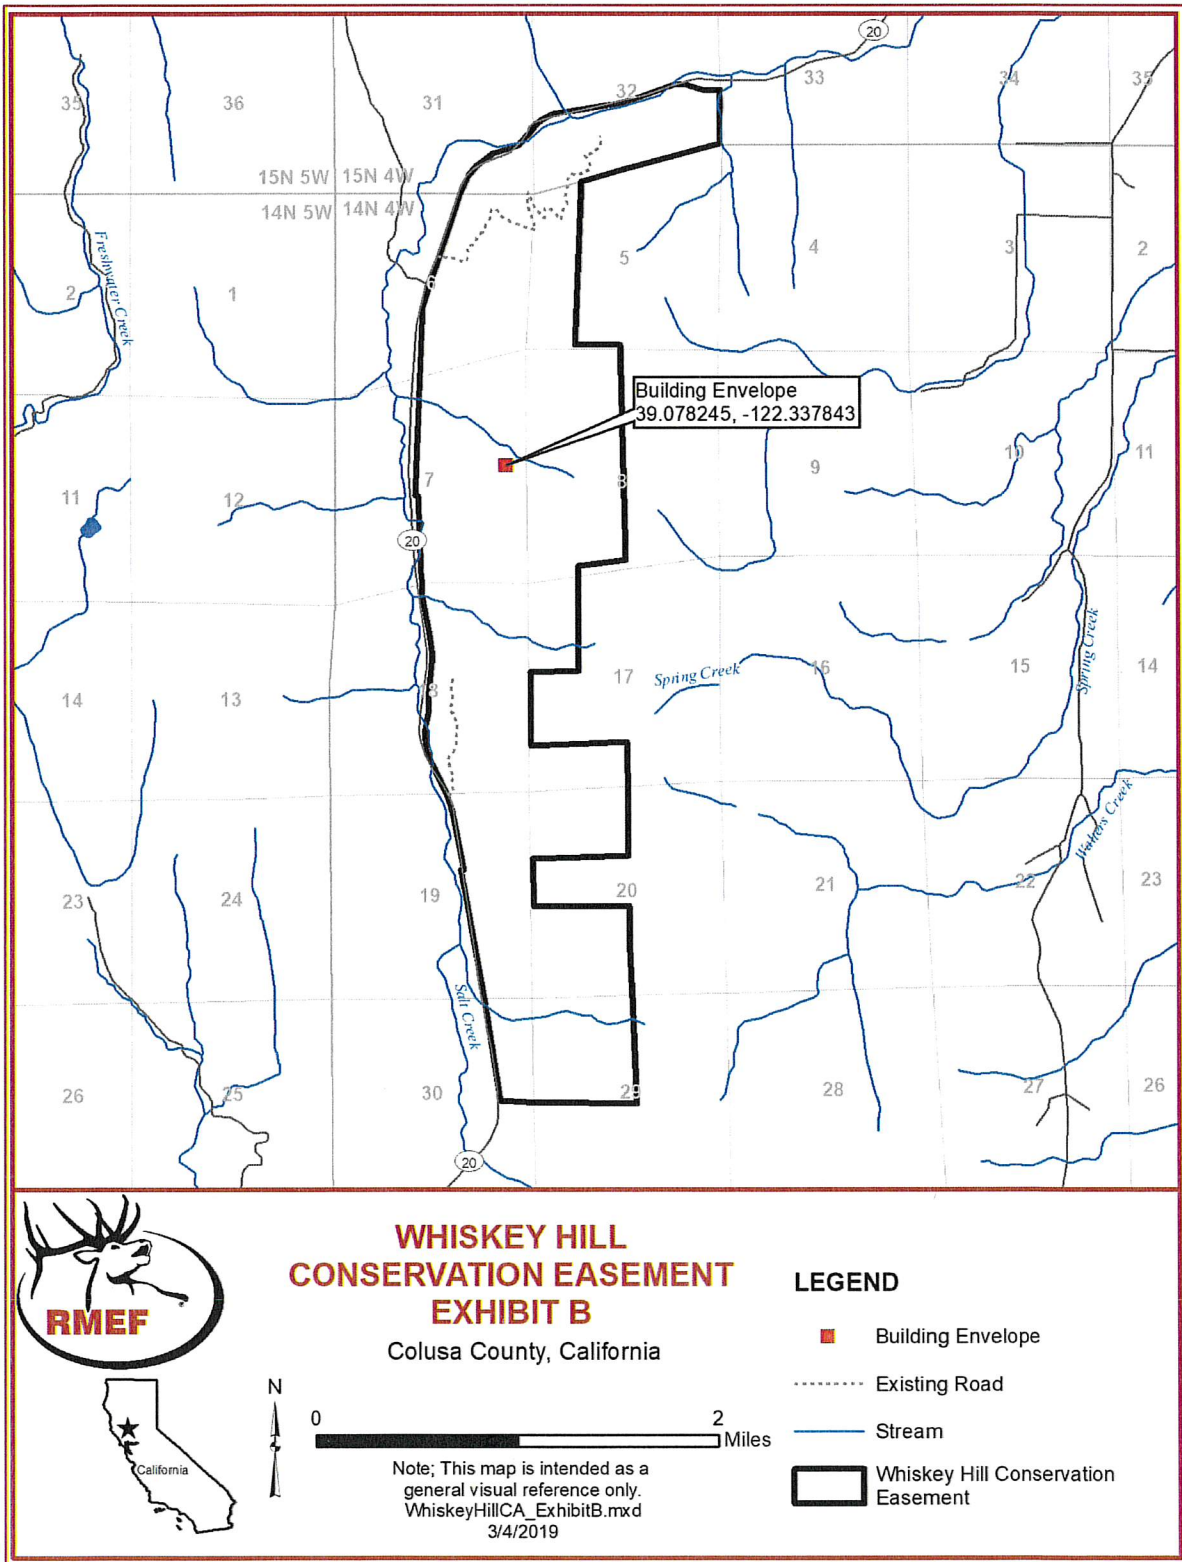 20
35
36
31
32
33
34
35
15N 5W
15N 4W
14N 5W
14N 4W
Freshwater Creek
2
1
6
5
4
3
2
Building Envelope
39.078245, -122.337843
11
12
7
8
9
10
11
20
14
13
18
17
Spring Creek
16
15
Spring Creek
14
Walters Creek
23
24
19
20
21
22
23
Salt Creek
26
25
30
29
28
27
26
20
RMEF
WHISKEY HILL
CONSERVATION EASEMENT
EXHIBIT B
Colusa County, California
California
N
0
2
Miles
Note; This map is intended as a
general visual reference only.
WhiskeyHillCA_ExhibitB.mxd
3/4/2019
LEGEND
Building Envelope
Existing Road
Stream
Whiskey Hill Conservation
Easement